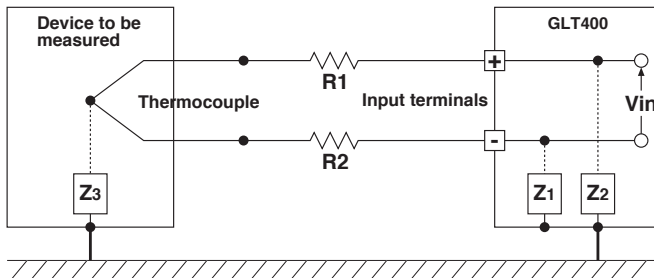 Device to be
measured
GLT400
R1
+
Thermocouple
Input terminals
Vin
R2
-
Z3
Z1
Z2